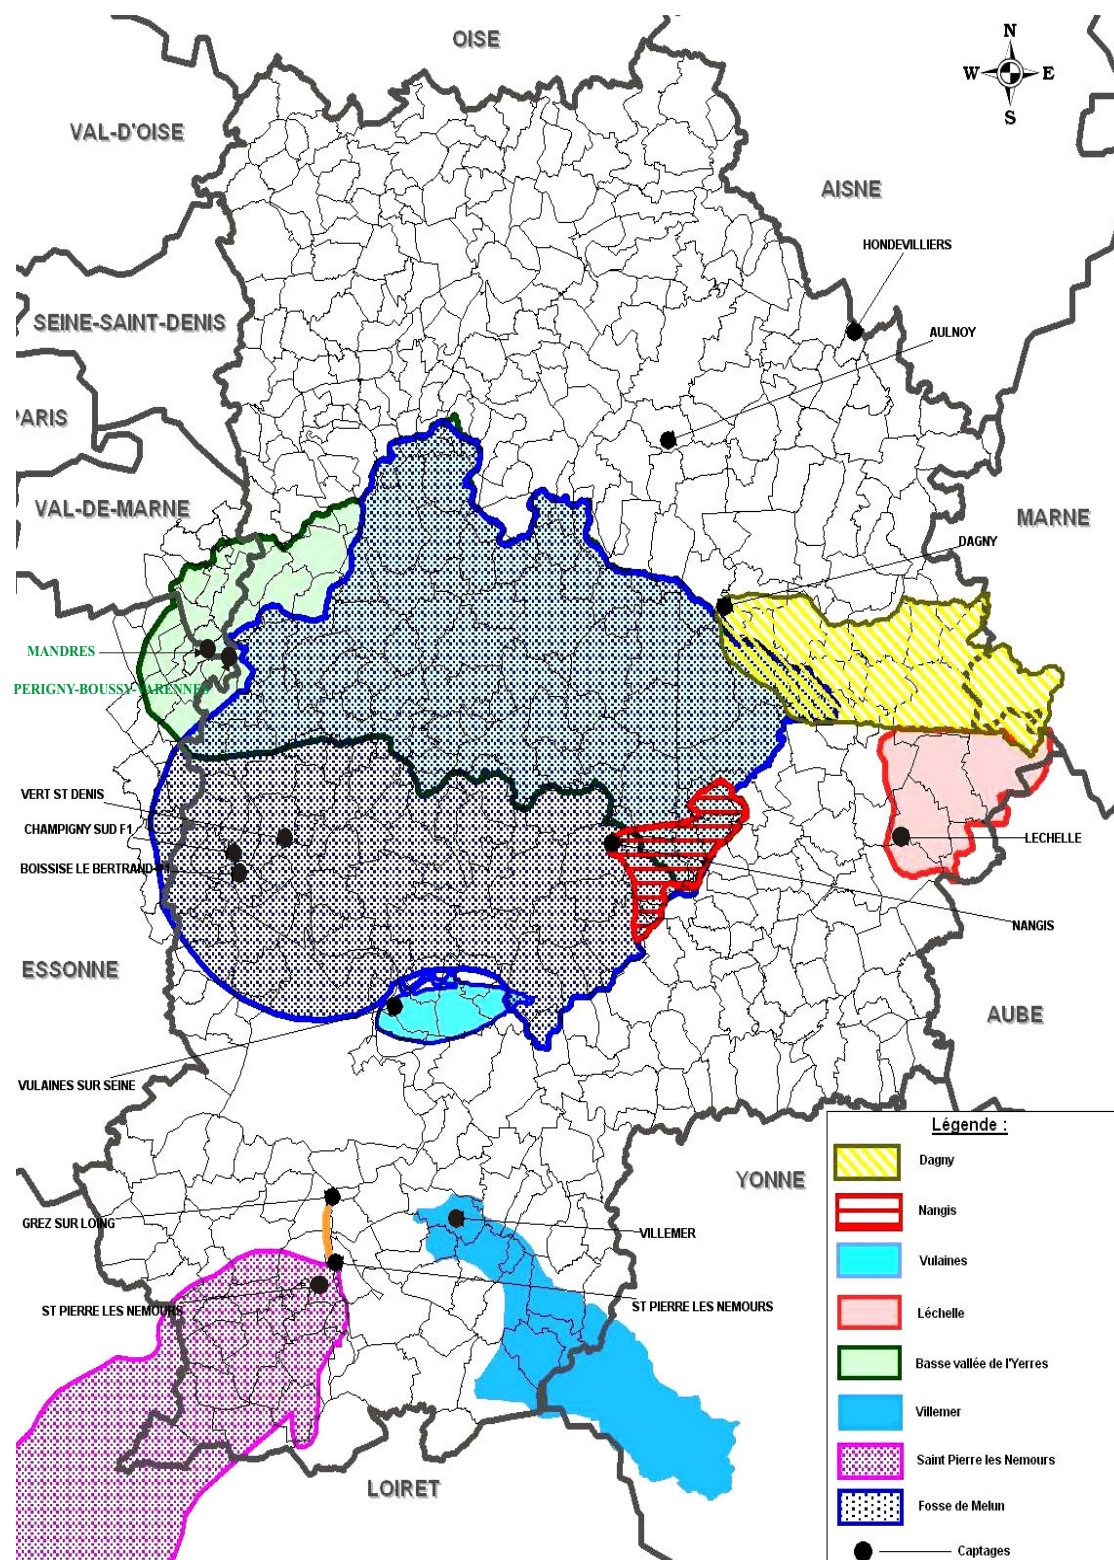 OISE
N
W
E
S
VAL-D'OISE
AISNE
HONDEVILLIERS
SEINE-SAINT-DENIS
AULNOY
PARIS
VAL-DE-MARNE
MARNE
DAGNY
MANDRES
PERIGNY-BOUSSY-VARENNES
VERT ST DENIS
CHAMPIGNY SUD F1
BOISSISE LE BERTRAND
LECHELLE
NANGIS
ESSONNE
AUBE
VULAINES SUR SEINE
YONNE
GREZ SUR LOING
VILLEMER
ST PIERRE LES NEMOURS
ST PIERRE LES NEMOURS
LOIRET
Légende :
Dagny
Nangis
Vulaines
Léchelle
Basse vallée de l'Yerres
Villemer
Saint Pierre les Nemours
Fosse de Melun
Captages